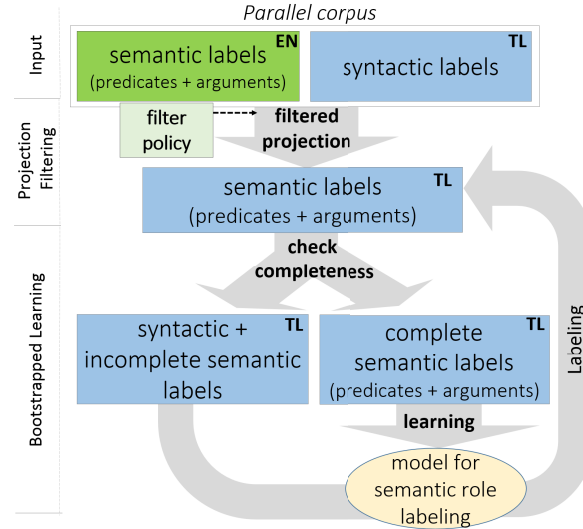 Parallel corpus
Input
EN
semantic labels
(predicates + arguments)
TL
syntactic labels
Projection
Filtering
filter
policy
filtered
projection
TL
semantic labels
(predicates + arguments)
Bootstrapped Learning
check
completeness
TL
syntactic +
incomplete semantic
labels
TL
complete
semantic labels
(predicates + arguments)
Labeling
learning
model for
semantic role
labeling